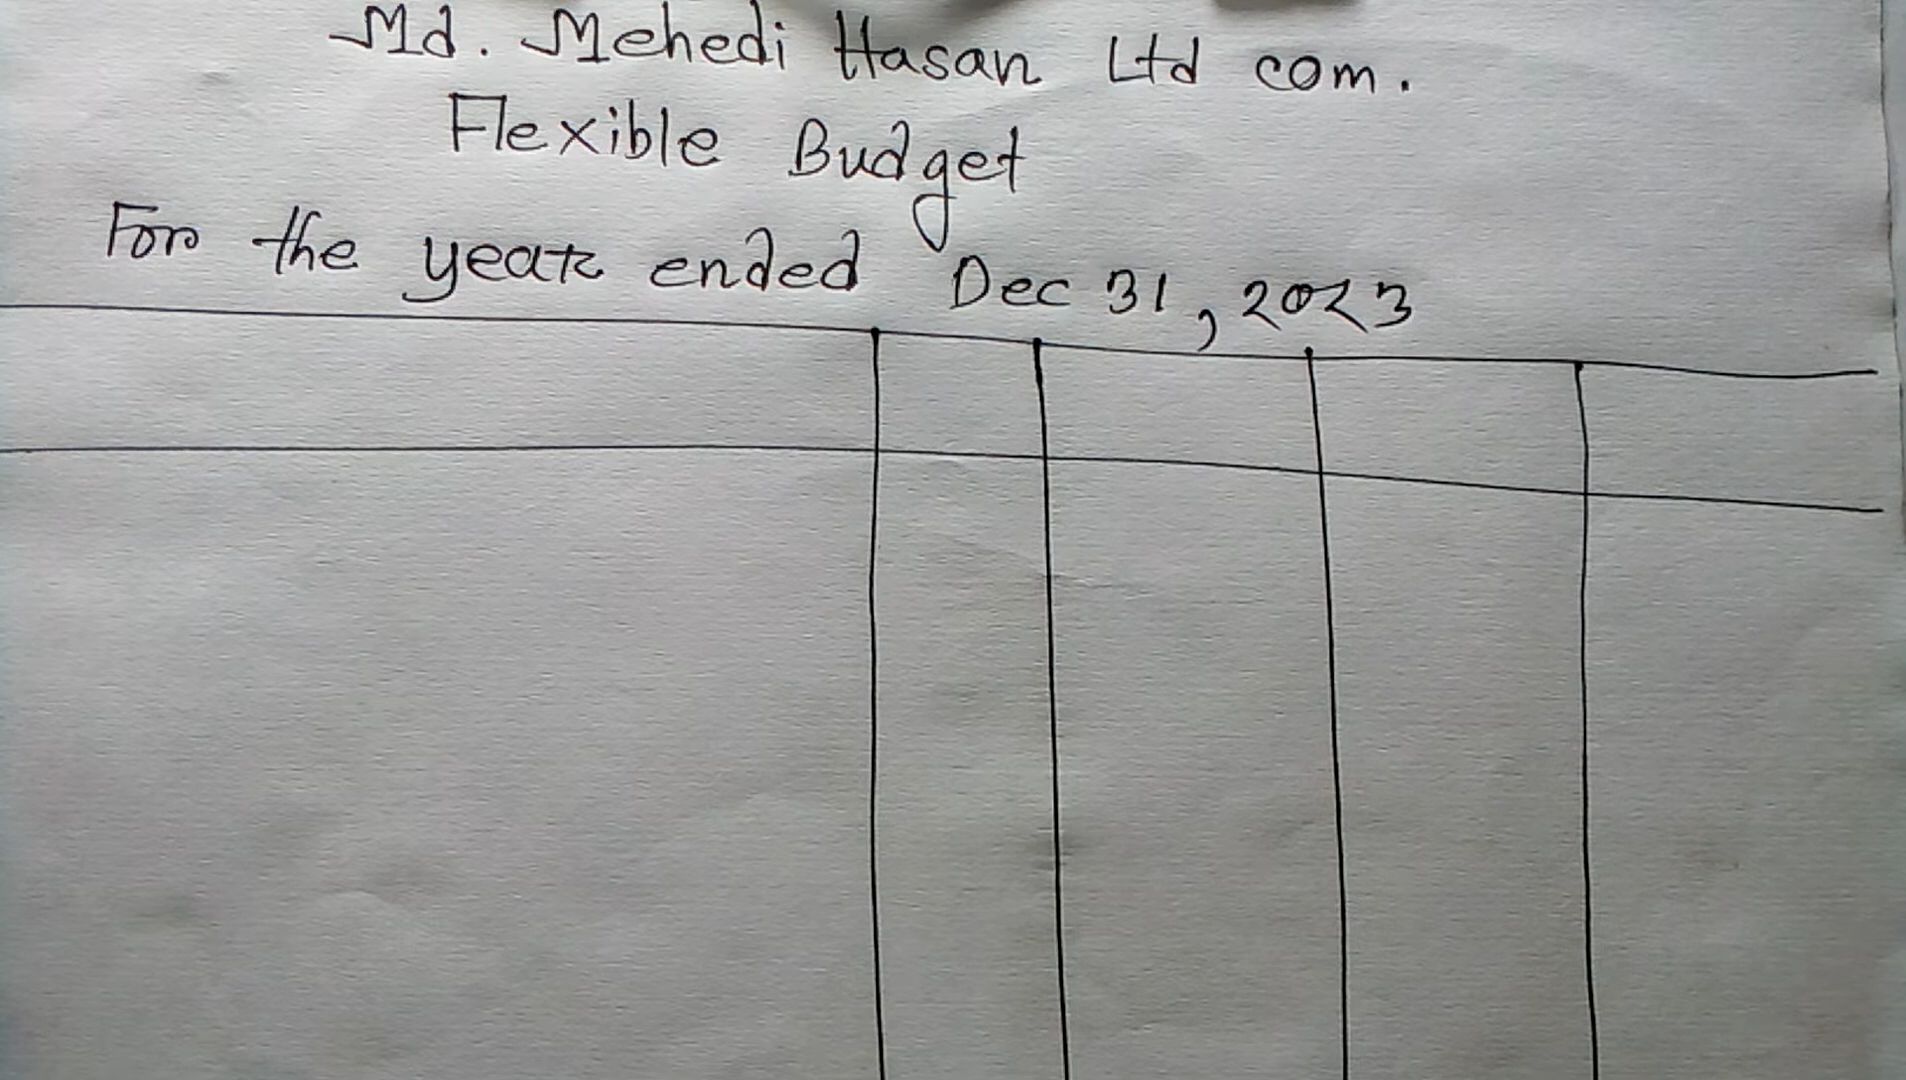 Md. Mehedi Hasan Ltd com.
Flexible Budget
For the year ended Dec 31, 2023